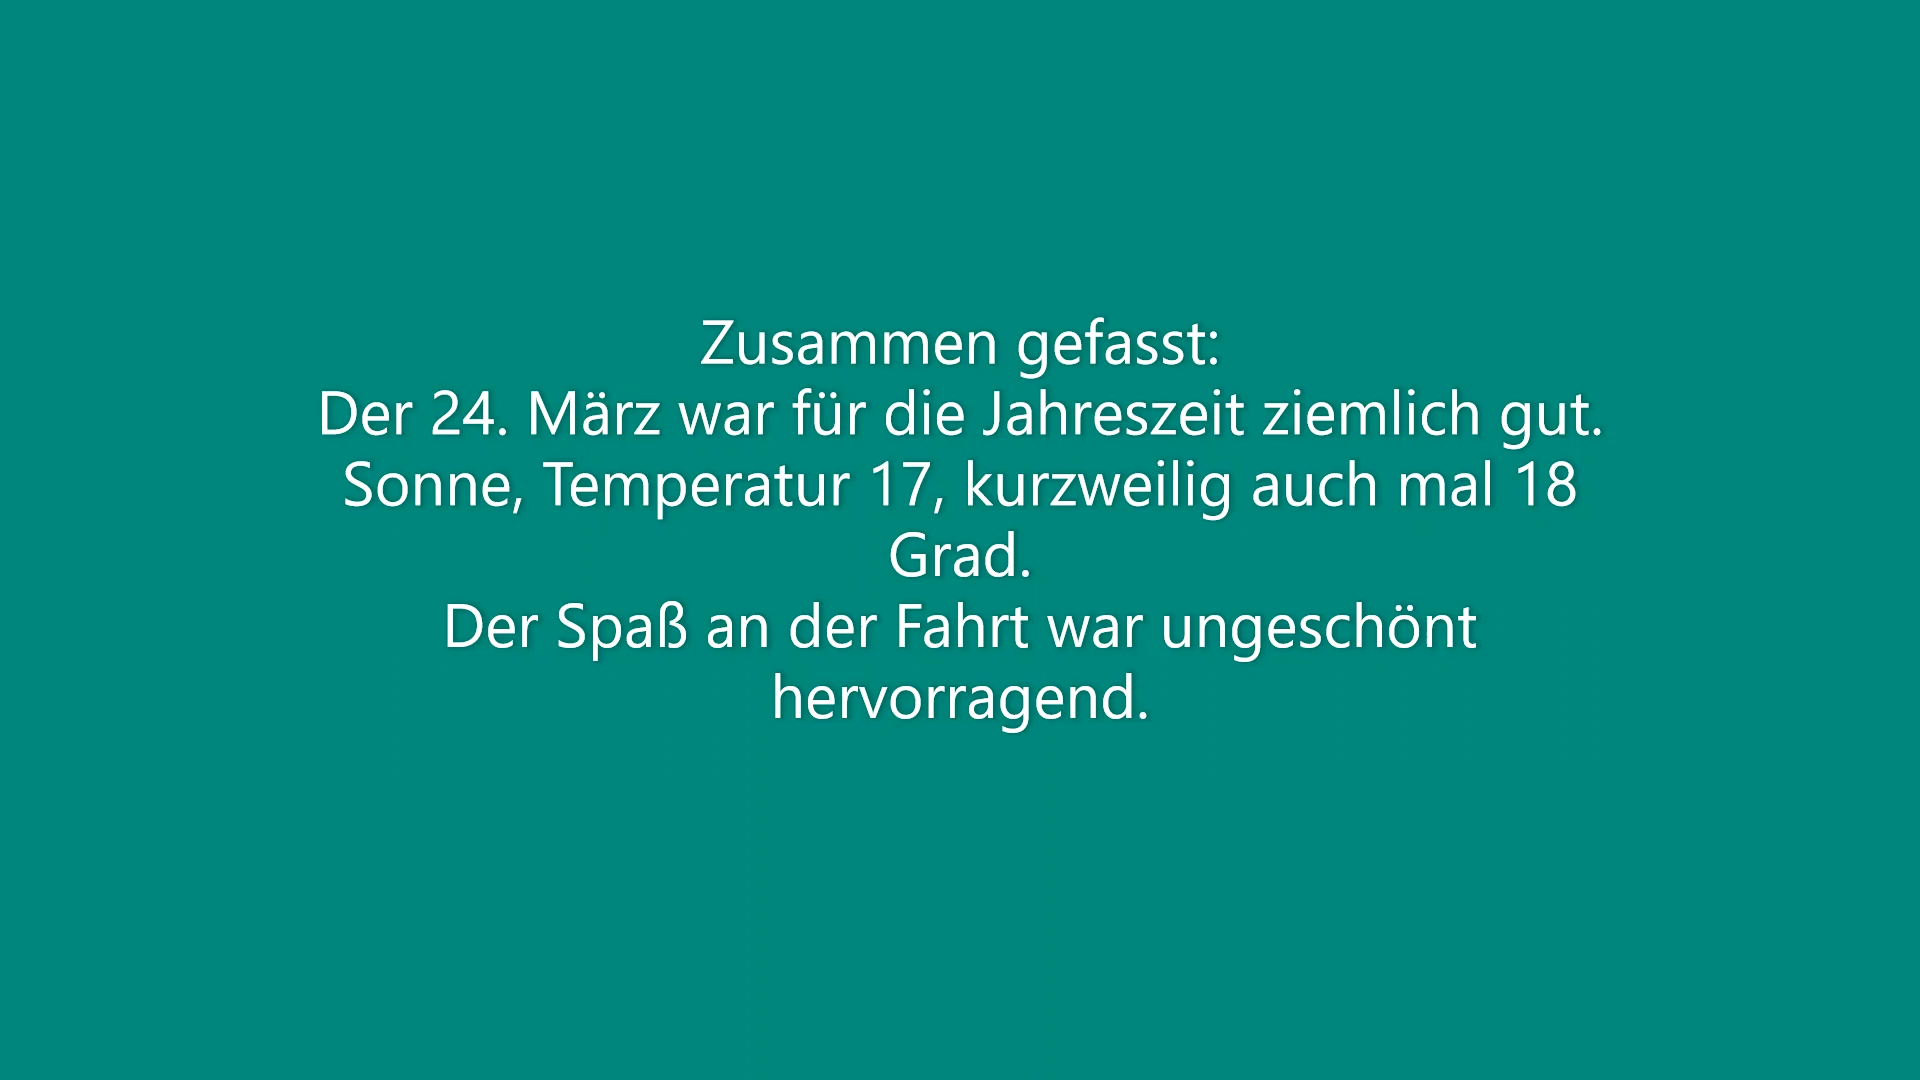 Zusammen gefasst:
Der 24. März war für die Jahreszeit ziemlich gut.
Sonne, Temperatur 17, kurzweilig auch mal 18
Grad.
Der Spaß an der Fahrt war ungeschönt
hervorragend.